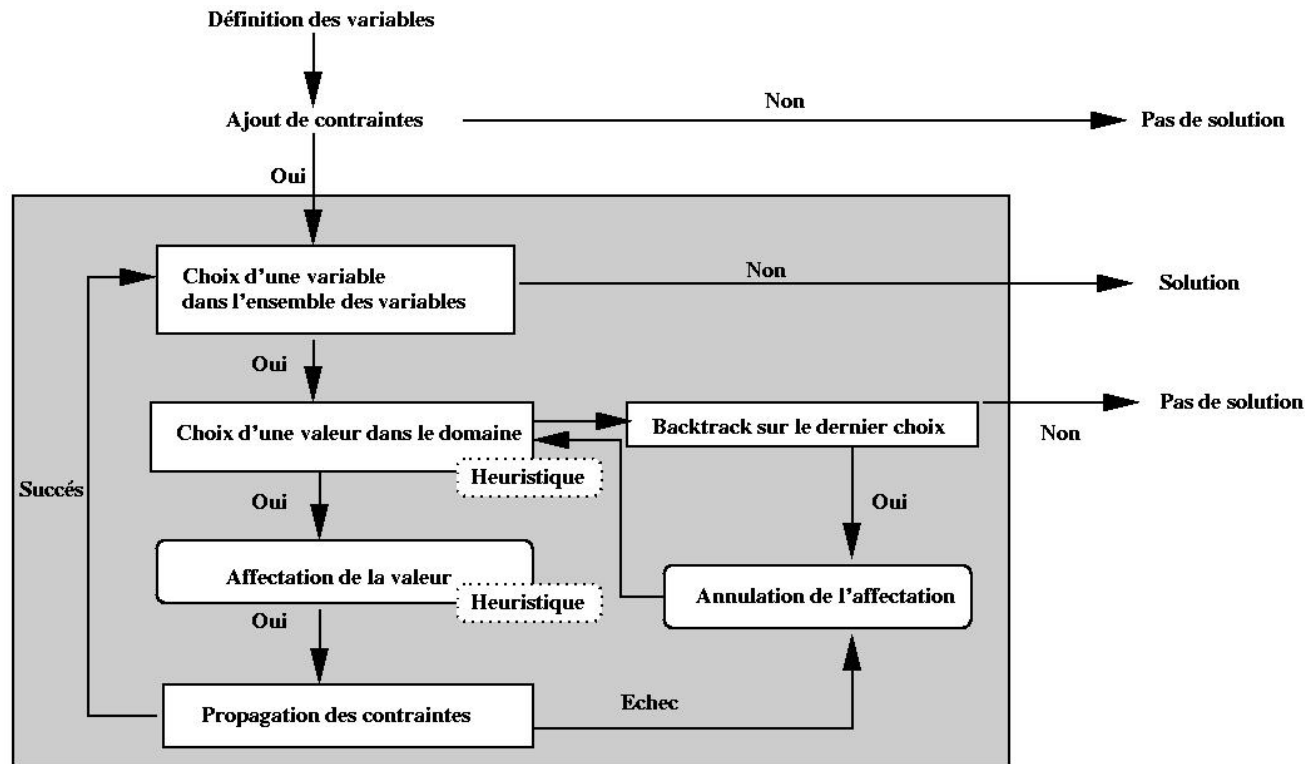 Définition des variables
Ajout de contraintes
Non
Pas de solution
Oui
Choix d'une variable
dans l'ensemble des variables
Non
Solution
Oui
Choix d'une valeur dans le domaine
Backtrack sur le dernier choix
Non
Pas de solution
Heuristique
Succés
Oui
Oui
Affectation de la valeur
Heuristique
Annulation de l'affectation
Oui
Propagation des contraintes
Echec